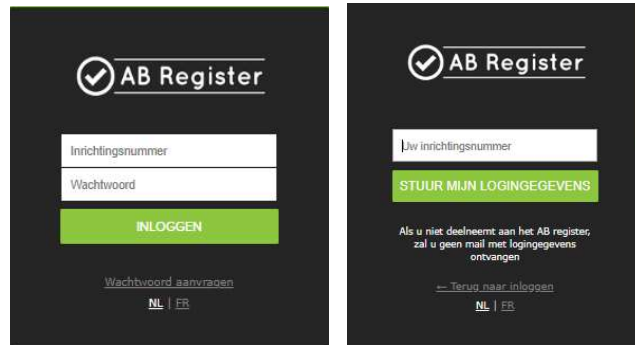 AB Register
Inrichtingsnummer
Wachtwoord
INLOGGEN
Wachtwoord aanvragen
NL | FR
AB Register
Uw inrichtingsnummer
STUUR MIJN LOGINGEGEVENS
Als u niet deelneemt aan het AB register,
zal u geen mail met logingegevens
ontvangen
← Terug naar inloggen
NL | FR